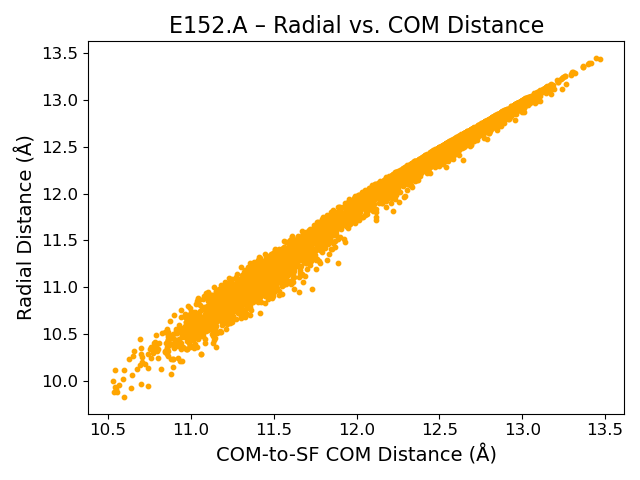 E152.A – Radial vs. COM Distance
13.5
13.0
12.5
12.0
11.5
11.0
10.5
10.0
Radial Distance (Å)
10.5 11.0 11.5 12.0 12.5 13.0 13.5
COM-to-SF COM Distance (Å)